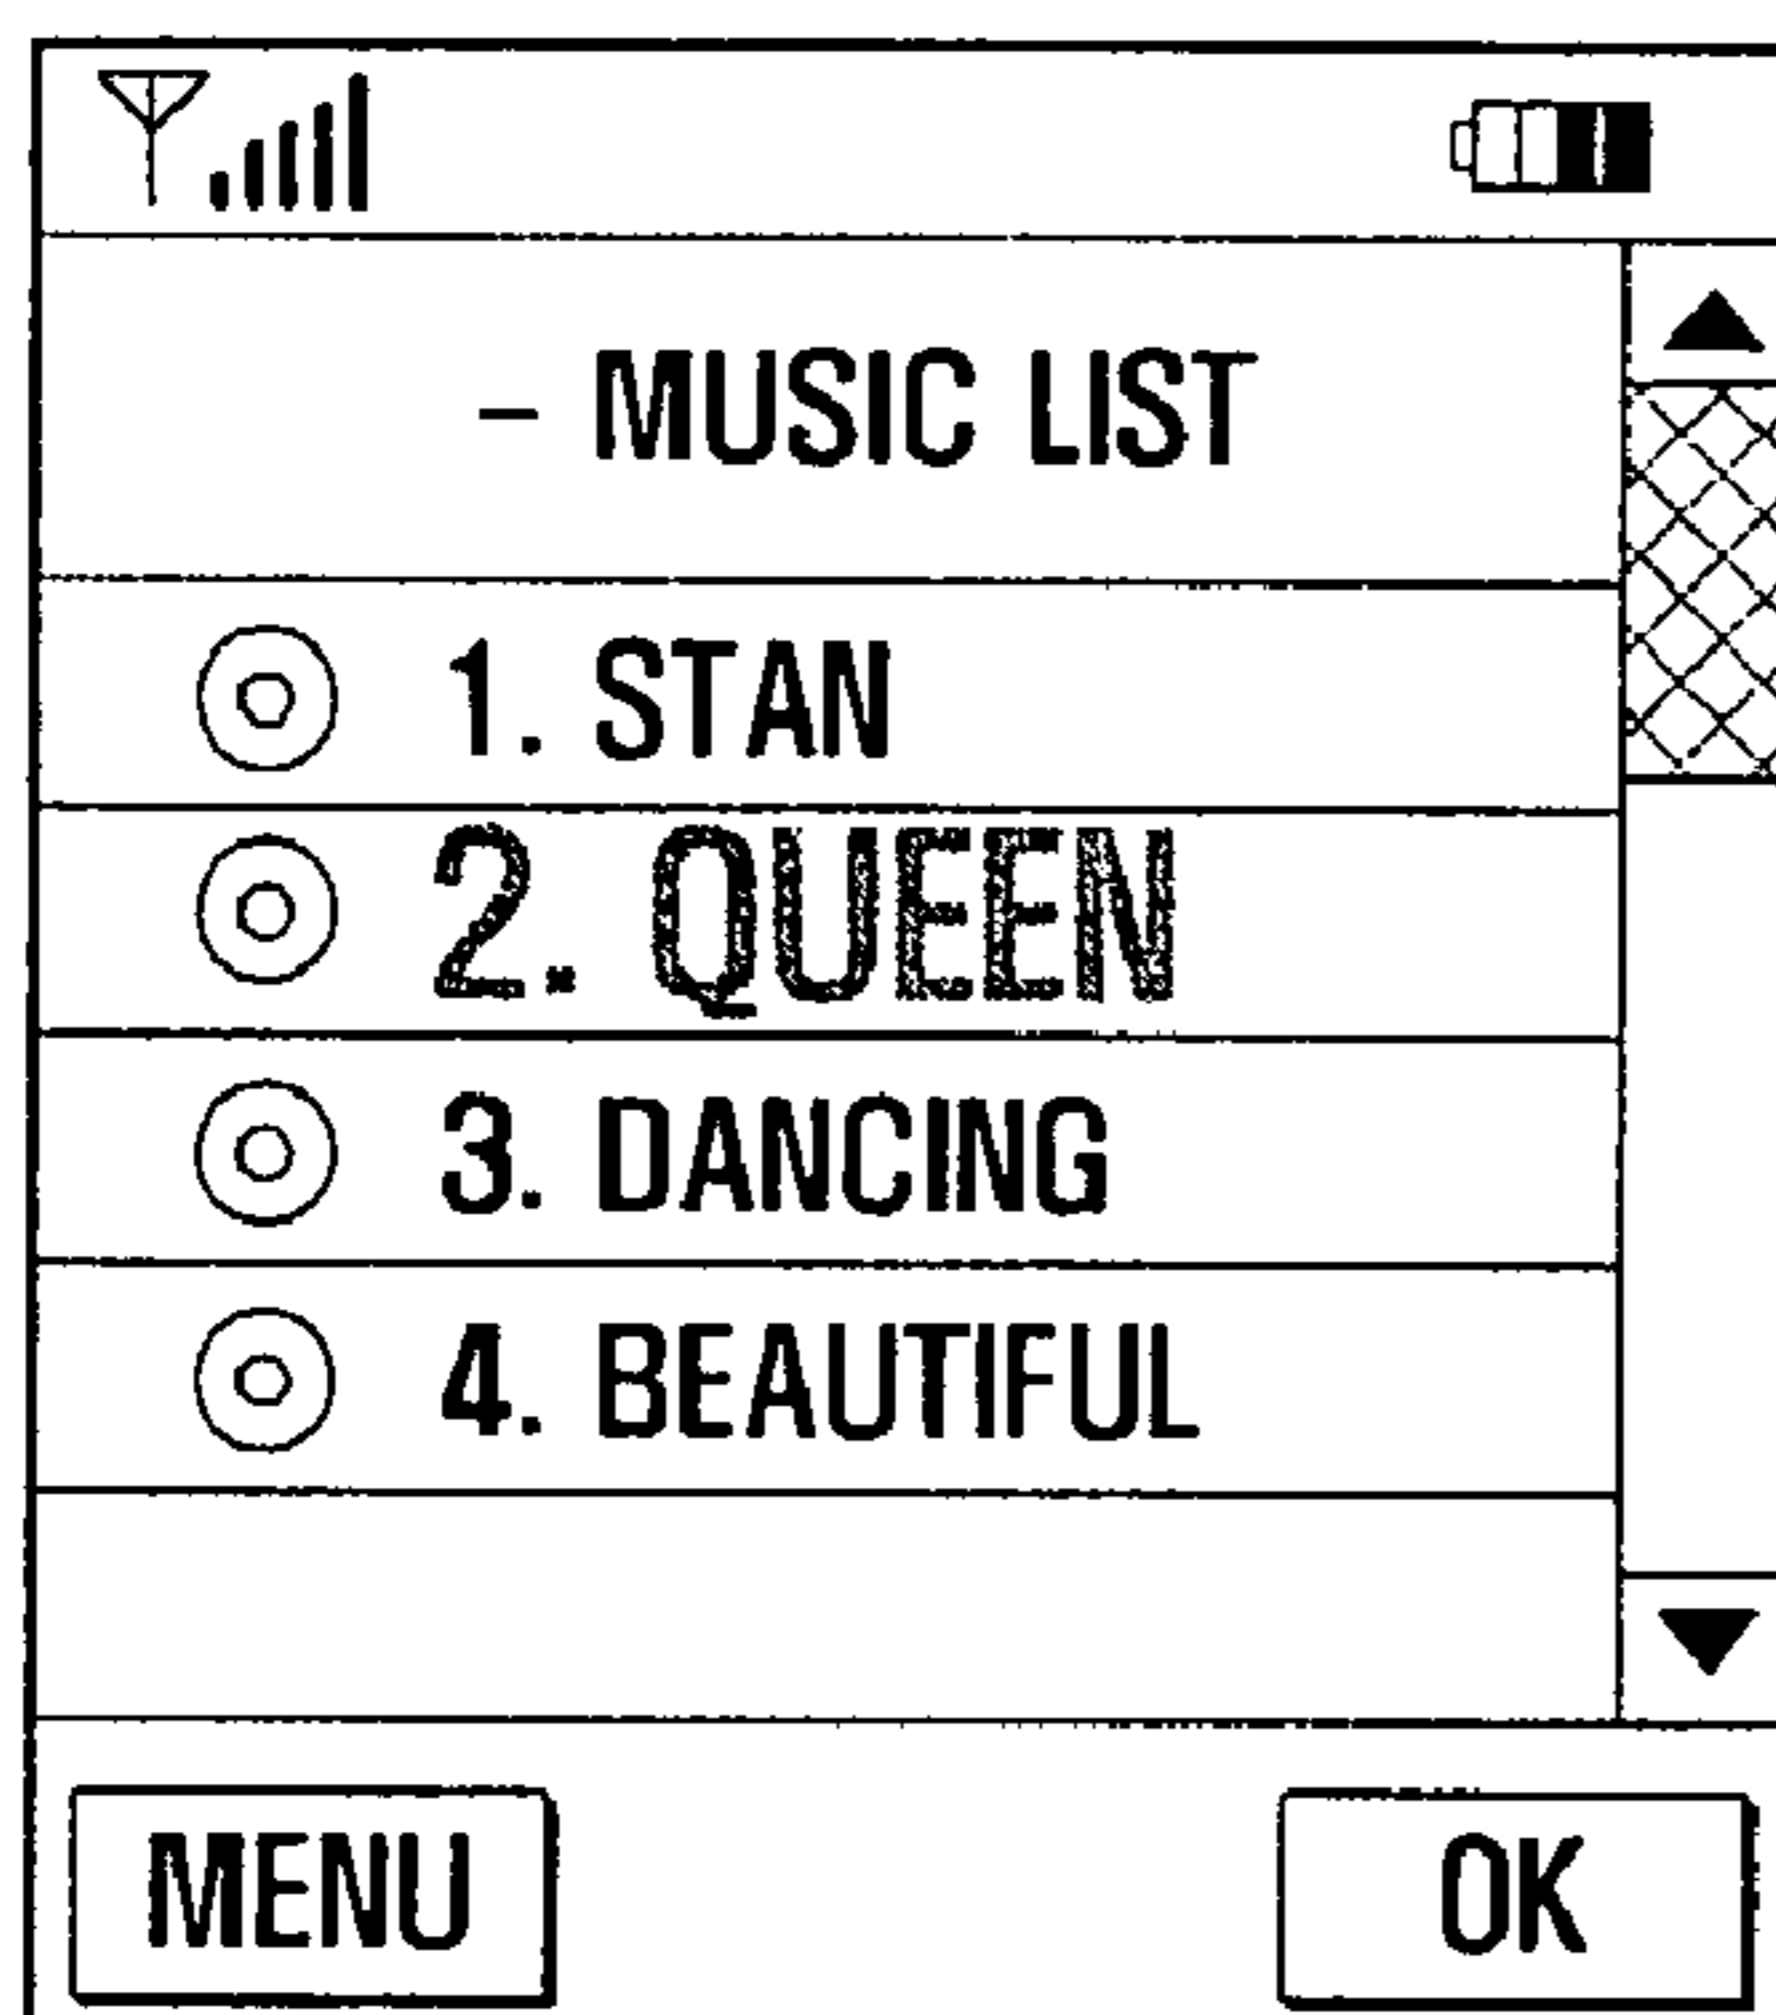 – MUSIC LIST
1. STAN
2. QUEEN
3. DANCING
4. BEAUTIFUL
MENU
OK